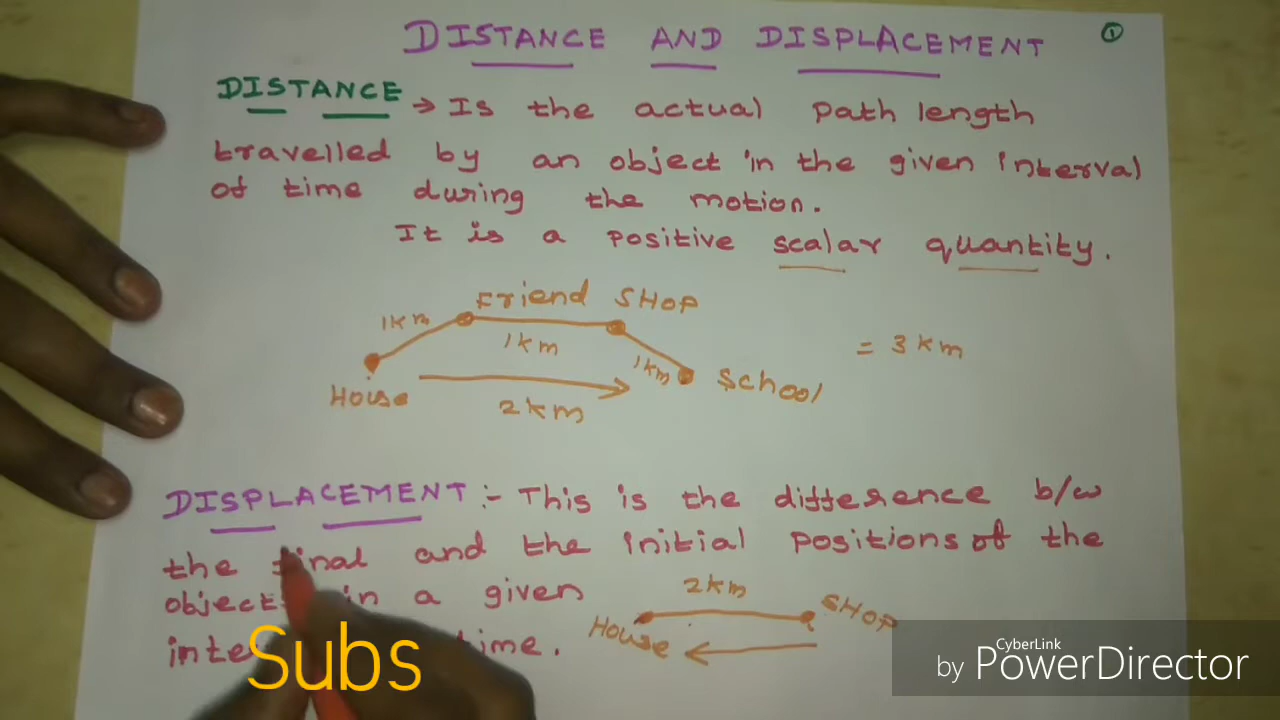 DISTANCE AND DISPLACEMENT ①
DISTANCE → Is the actual path length
travelled by an object in the given interval
of time during the motion.
It is a positive scalar quantity.
Friend SHOP
1km
1km
1km
= 3 km
House
2km
School
DISPLACEMENT :- This is the difference b/w
the final and the initial positions of the
object in a given
2km
House
SHOP
time.
Subs
CyberLink
by PowerDirector